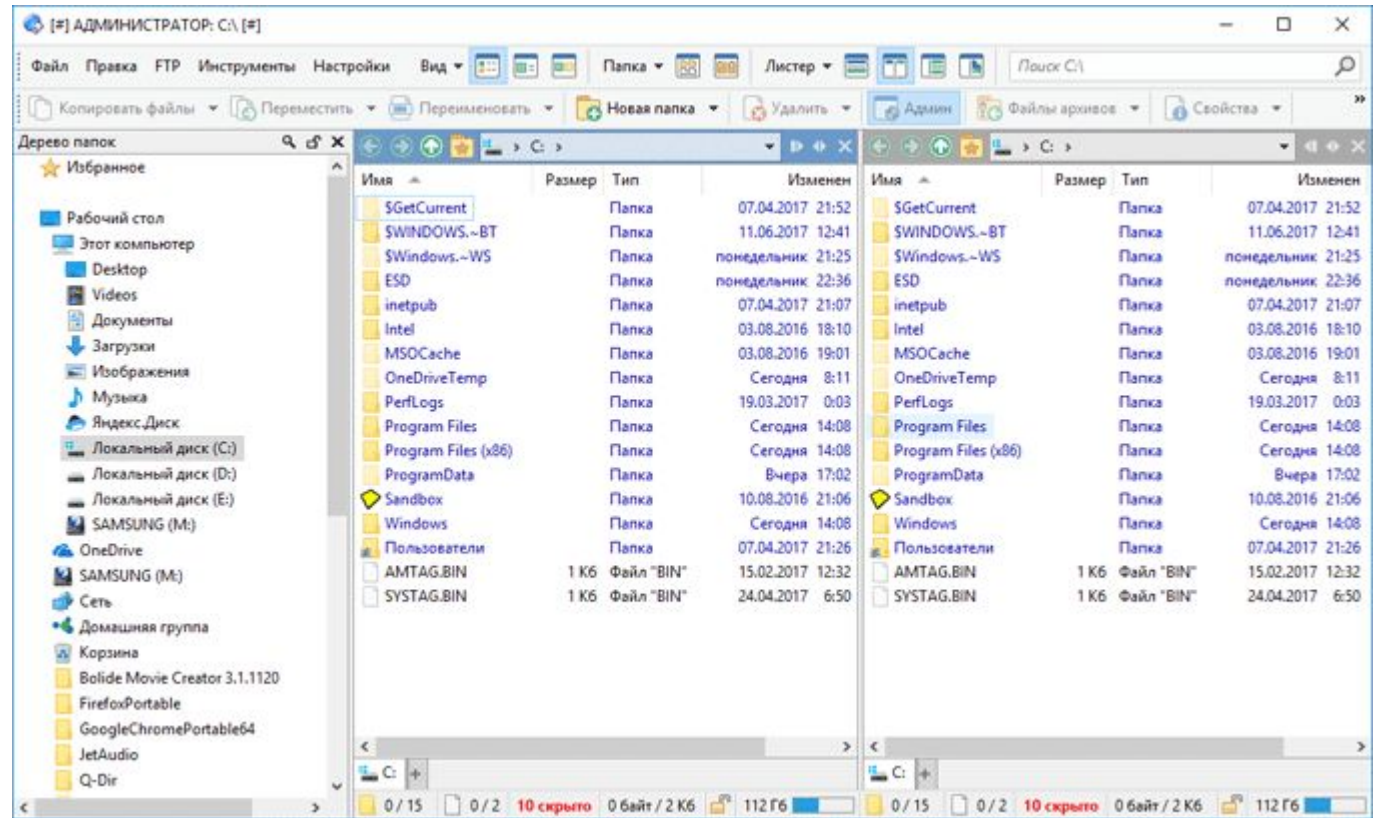 [#] АДМИНИСТРАТОР: C:\ [#]
Файл Правка FTP Инструменты Настройки Вид Папка Листер Поиск C:\
Копировать файлы Переместить Переименовать Новая папка Удалить Админ Файлы архивов Свойства »
Дерево папок
Избранное
Рабочий стол
Этот компьютер
Desktop
Videos
Документы
Загрузки
Изображения
Музыка
Яндекс.Диск
Локальный диск (C:)
Локальный диск (D:)
Локальный диск (E:)
SAMSUNG (M:)
OneDrive
SAMSUNG (M:)
Сеть
Домашняя группа
Корзина
Bolide Movie Creator 3.1.1120
FirefoxPortable
GoogleChromePortable64
JetAudio
Q-Dir
C:
Имя Размер Тип Изменен
$GetCurrent Папка 07.04.2017 21:52
$WINDOWS.~BT Папка 11.06.2017 12:41
$Windows.~WS Папка понедельник 21:25
ESD Папка понедельник 22:36
inetpub Папка 07.04.2017 21:07
Intel Папка 03.08.2016 18:10
MSOCache Папка 03.08.2016 19:01
OneDriveTemp Папка Сегодня 8:11
PerfLogs Папка 19.03.2017 0:03
Program Files Папка Сегодня 14:08
Program Files (x86) Папка Сегодня 14:08
ProgramData Папка Вчера 17:02
Sandbox Папка 10.08.2016 21:06
Windows Папка Сегодня 14:08
Пользователи Папка 07.04.2017 21:26
AMTAG.BIN 1 Кб Файл "BIN" 15.02.2017 12:32
SYSTAG.BIN 1 Кб Файл "BIN" 24.04.2017 6:50
C: +
0 / 15 0 / 2 10 скрыто 0 байт / 2 Кб 112 Гб
C:
Имя Размер Тип Изменен
$GetCurrent Папка 07.04.2017 21:52
$WINDOWS.~BT Папка 11.06.2017 12:41
$Windows.~WS Папка понедельник 21:25
ESD Папка понедельник 22:36
inetpub Папка 07.04.2017 21:07
Intel Папка 03.08.2016 18:10
MSOCache Папка 03.08.2016 19:01
OneDriveTemp Папка Сегодня 8:11
PerfLogs Папка 19.03.2017 0:03
Program Files Папка Сегодня 14:08
Program Files (x86) Папка Сегодня 14:08
ProgramData Папка Вчера 17:02
Sandbox Папка 10.08.2016 21:06
Windows Папка Сегодня 14:08
Пользователи Папка 07.04.2017 21:26
AMTAG.BIN 1 Кб Файл "BIN" 15.02.2017 12:32
SYSTAG.BIN 1 Кб Файл "BIN" 24.04.2017 6:50
C: +
0 / 15 0 / 2 10 скрыто 0 байт / 2 Кб 112 Гб